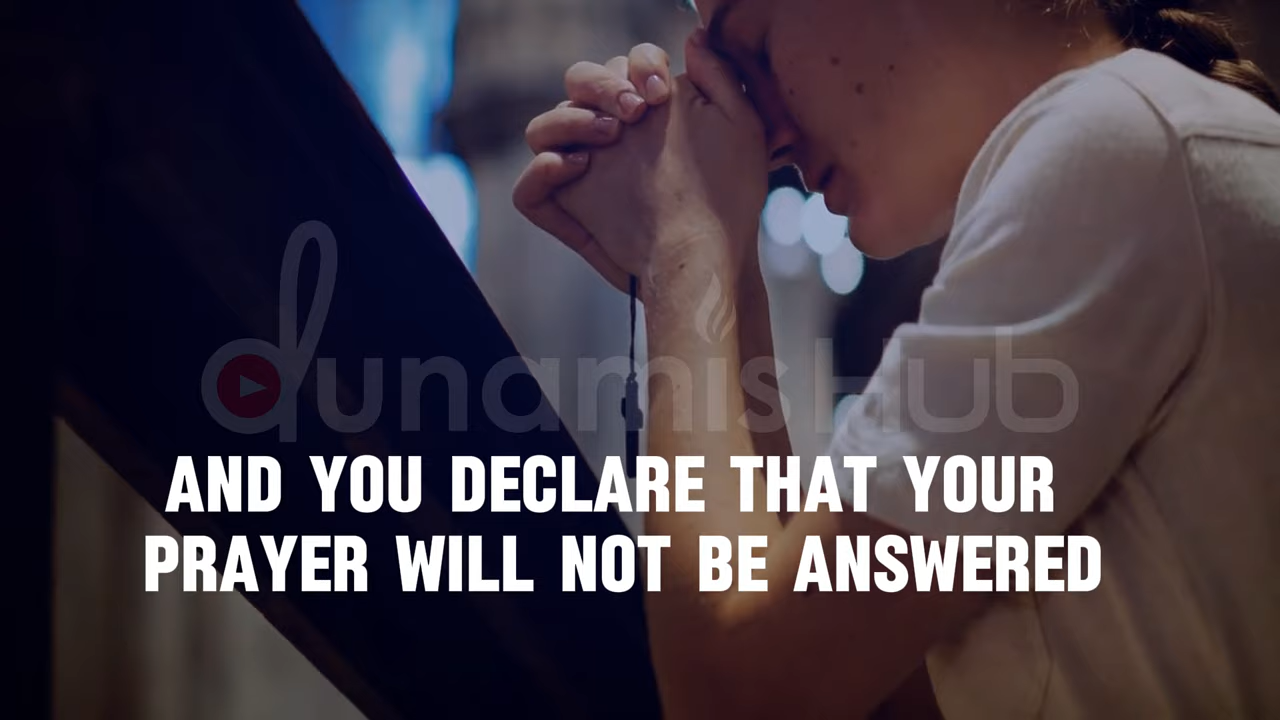 dunamisHub
AND YOU DECLARE THAT YOUR
PRAYER WILL NOT BE ANSWERED